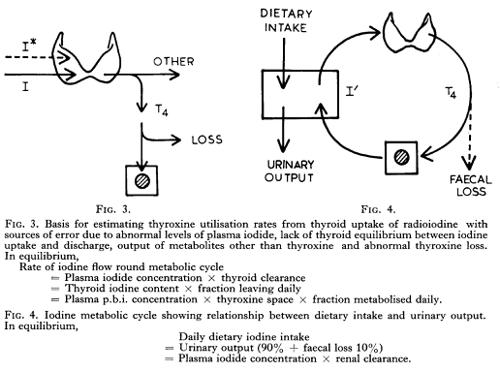 I*
I
OTHER
T4
LOSS
DIETARY
INTAKE
I′
T4
URINARY
OUTPUT
FAECAL
LOSS
FIG. 3.
FIG. 4.
FIG. 3. Basis for estimating thyroxine utilisation rates from thyroid uptake of radioiodine with
sources of error due to abnormal levels of plasma iodide, lack of thyroid equilibrium between iodine
uptake and discharge, output of metabolites other than thyroxine and abnormal thyroxine loss.
In equilibrium,
Rate of iodine flow round metabolic cycle
= Plasma iodide concentration × thyroid clearance
= Thyroid iodine content × fraction leaving daily
= Plasma p.b.i. concentration × thyroxine space × fraction metabolised daily.
FIG. 4. Iodine metabolic cycle showing relationship between dietary intake and urinary output.
In equilibrium,
Daily dietary iodine intake
= Urinary output (90% + faecal loss 10%)
= Plasma iodide concentration × renal clearance.